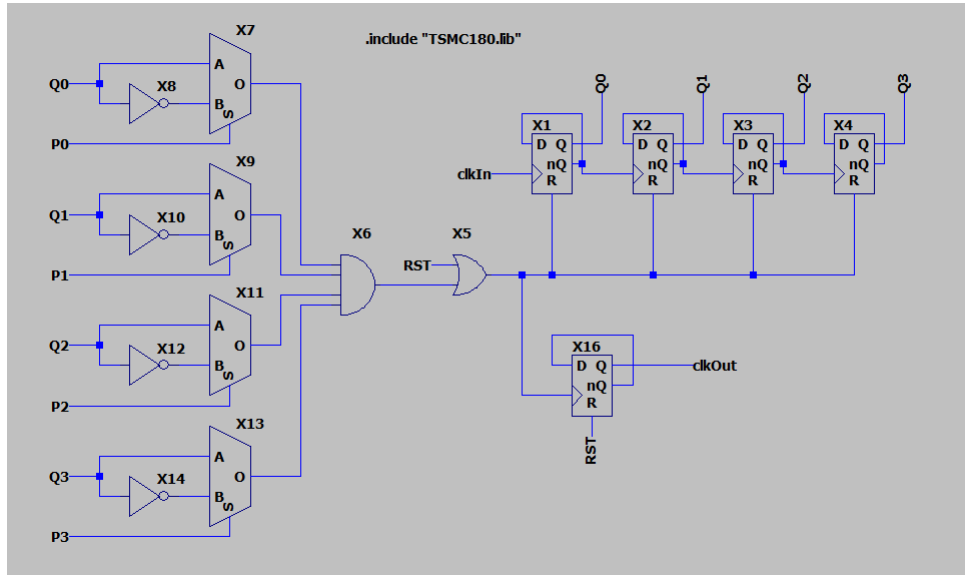 .include "TSMC180.lib"
X7
A
O
Q0
X8
B
S
P0
X9
A
O
Q1
X10
B
S
P1
X11
A
O
Q2
X12
B
S
P2
X13
A
O
Q3
X14
B
S
P3
X6
X5
RST
Q0
Q1
Q2
Q3
X1
D Q
nQ
R
clkIn
X2
D Q
nQ
R
X3
D Q
nQ
R
X4
D Q
nQ
R
X16
D Q
nQ
R
clkOut
RST